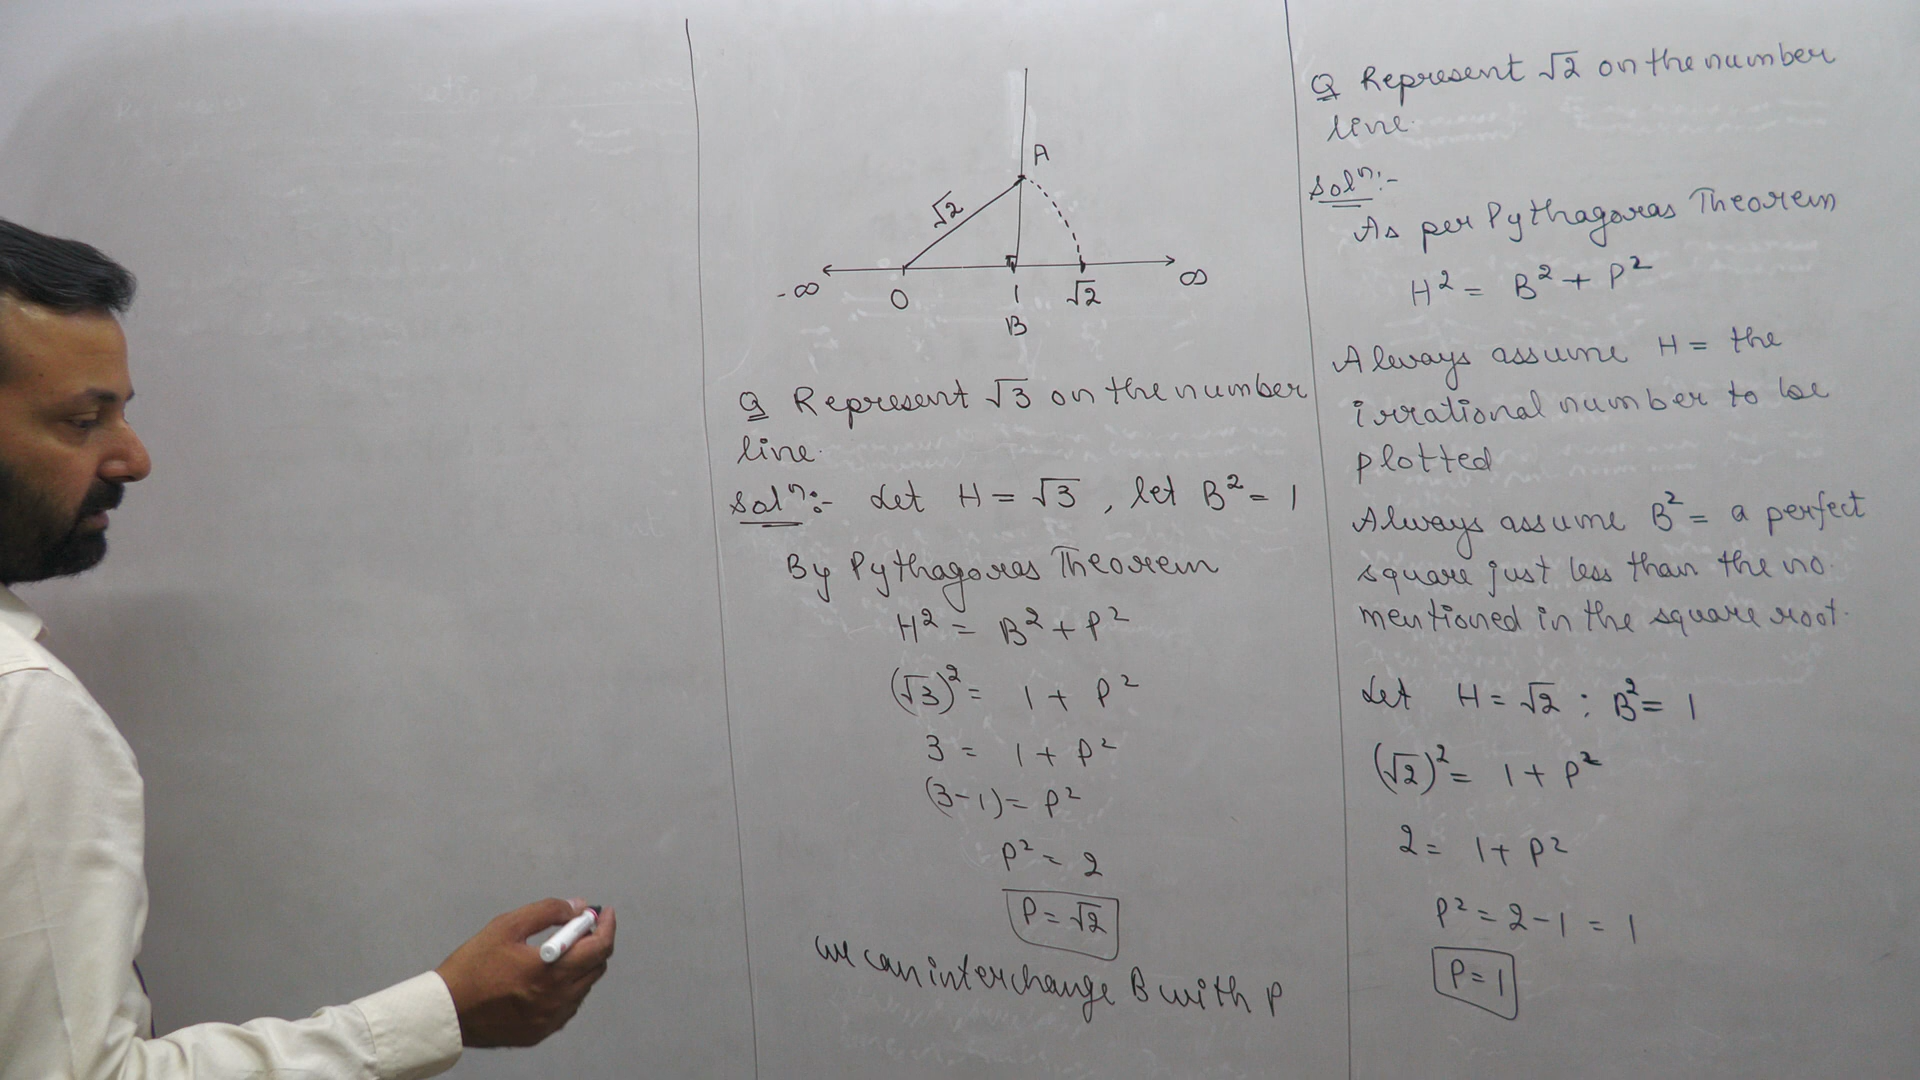 Q Represent √2 on the number
line.
Solⁿ:-
As per Pythagoras Theorem
H² = B² + P²
Always assume H = the
irrational number to be
plotted
Always assume B² = a perfect
square just less than the no.
mentioned in the square root.
Let H = √2 ; B² = 1
(√2)² = 1 + P²
2 = 1 + P²
P² = 2 - 1 = 1
P = 1
A
√2
-∞ 0 1 √2 ∞
B
Q Represent √3 on the number
line.
Solⁿ:- Let H = √3, let B² = 1
By Pythagoras Theorem
H² = B² + P²
(√3)² = 1 + P²
3 = 1 + P²
(3-1) = P²
P² = 2
P = √2
we can interchange B with P